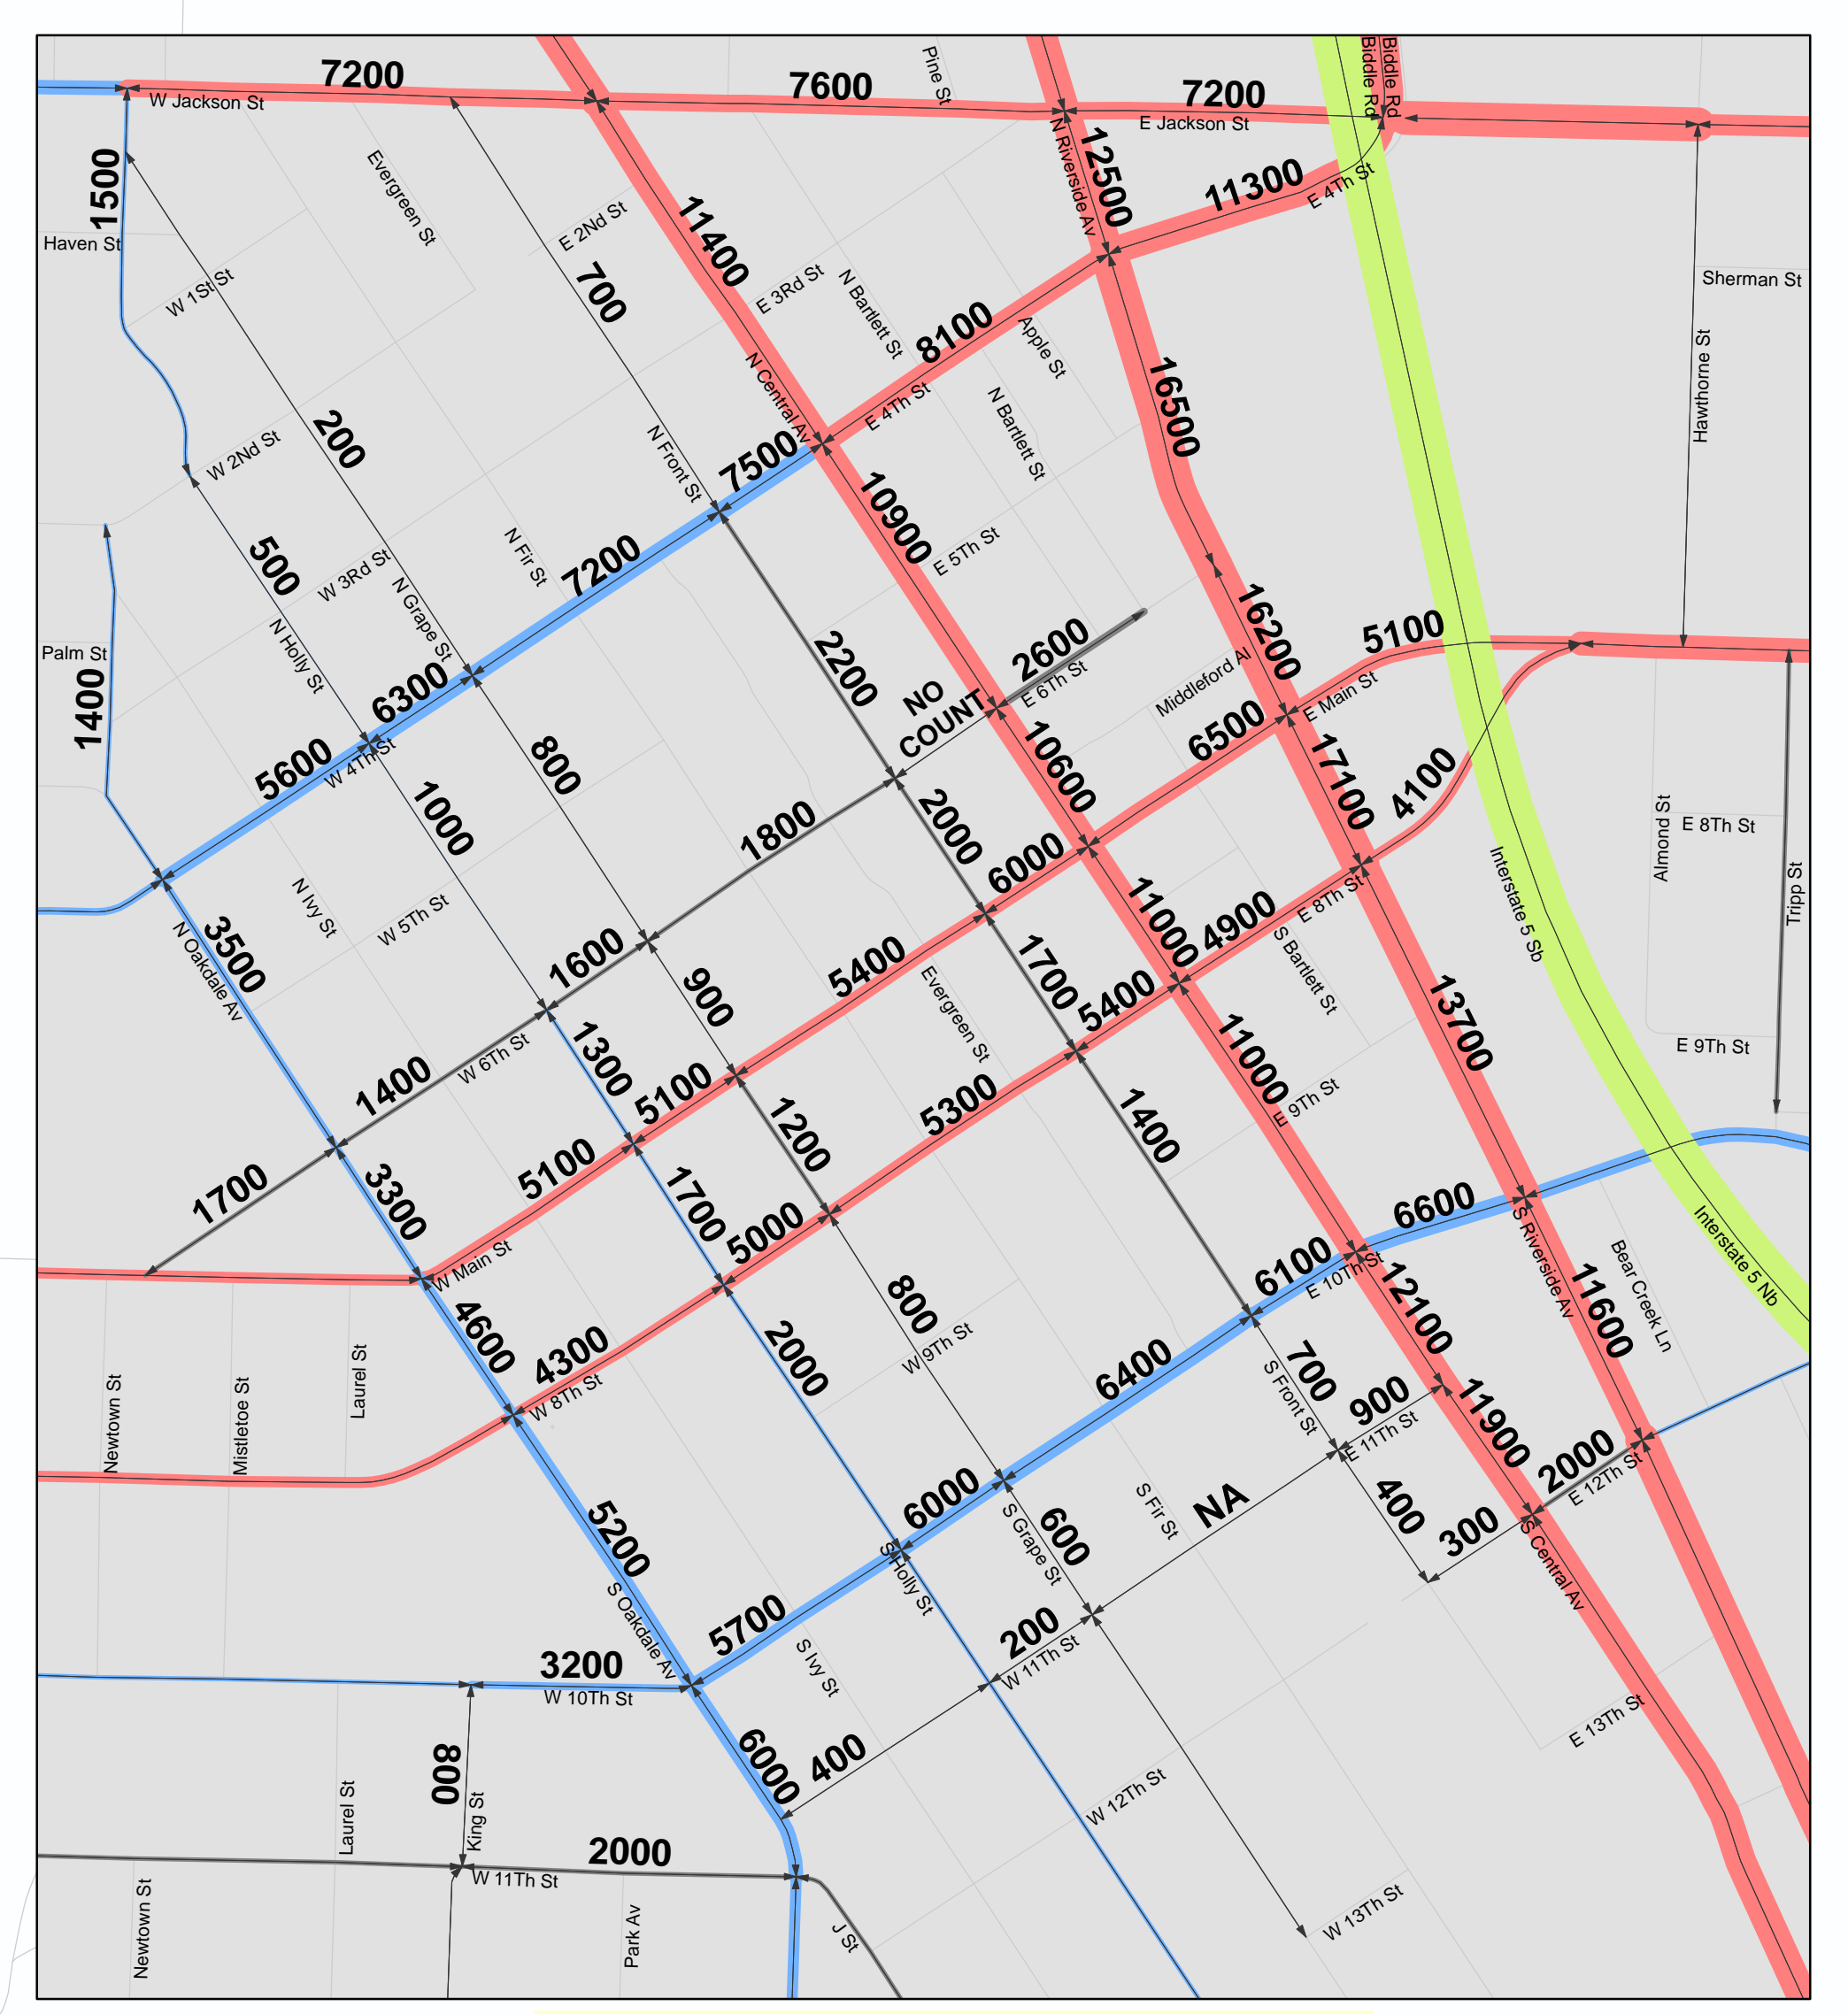 Biddle Rd
Biddle Rd
7200
W Jackson St
7600
Pine St
7200
E Jackson St
1500
Haven St
Evergreen St
W 1St St
E 2Nd St
700
11400
N Riverside Av
12500
11300
E 4Th St
Sherman St
Hawthorne St
E 3Rd St
N Bartlett St
8100
Apple St
N Central Av
E 4Th St
N Bartlett St
16500
200
W 2Nd St
N Front St
7500
10900
E 5Th St
500
W 3Rd St
N Grape St
N Fir St
7200
N Holly St
Palm St
1400
6300
5600
W 4Th St
2200
NO
COUNT
2600
E 6Th St
Middleford Al
16200
5100
E Main St
800
1000
1800
2000
10600
6500
17100
4100
6000
Almond St
E 8Th St
Tripp St
Interstate 5 Sb
N Ivy St
W 5Th St
3500
N Oakdale Av
1600
900
5400
Evergreen St
1700
11000
4900
E 8Th St
S Bartlett St
5400
13700
E 9Th St
1400
W 6Th St
1300
5100
1200
5300
1400
11000
E 9Th St
1700
3300
5100
W Main St
1700
5000
6600
S Riverside Av
Interstate 5 Nb
Bear Creek Ln
6100
E 10Th St
12100
11600
4600
4300
W 8Th St
2000
800
W 9Th St
6400
700
S Front St
900
E 11Th St
11900
2000
E 12Th St
Newtown St
Mistletoe St
Laurel St
5200
S Oakdale Av
6000
S Holly St
S Grape St
600
S Fir St
NA
400
300
S Central Av
3200
W 10Th St
5700
S Ivy St
200
W 11Th St
E 13Th St
800
King St
Laurel St
6000
400
W 12Th St
2000
W 11Th St
Newtown St
Park Av
J St
W 13Th St